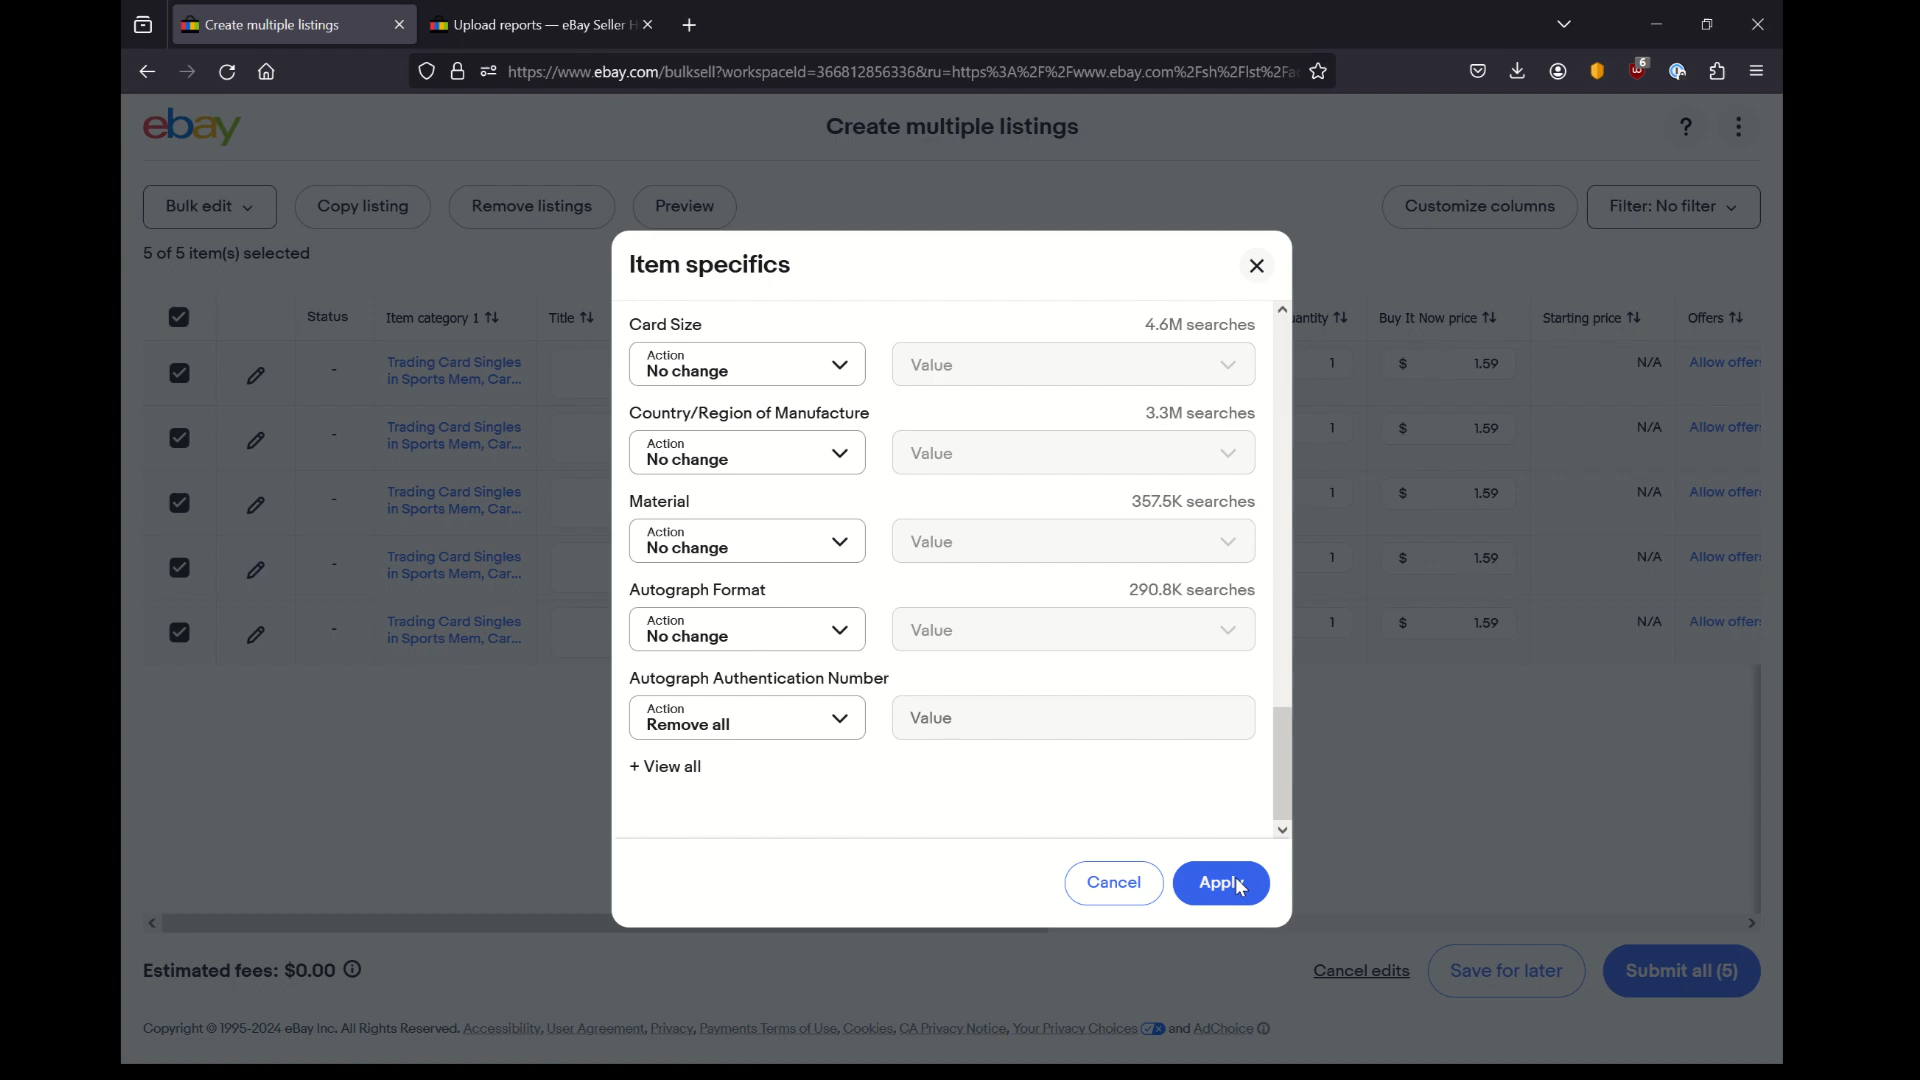 Create multiple listings
Upload reports — eBay Seller H
https://www.ebay.com/bulksell?workspaceId=366812856336&ru=https%3A%2F%2Fwww.ebay.com%2Fsh%2Flst%2Fa
6
ebay
Create multiple listings
?
Bulk edit
Copy listing
Remove listings
Preview
Customize columns
Filter: No filter
5 of 5 item(s) selected
Status
Item category 1
Title
uantity
Buy It Now price
Starting price
Offers
-
Trading Card Singles
in Sports Mem, Car...
1
$
1.59
N/A
Allow offer
-
Trading Card Singles
in Sports Mem, Car...
1
$
1.59
N/A
Allow offer
-
Trading Card Singles
in Sports Mem, Car...
1
$
1.59
N/A
Allow offer
-
Trading Card Singles
in Sports Mem, Car...
1
$
1.59
N/A
Allow offer
-
Trading Card Singles
in Sports Mem, Car...
1
$
1.59
N/A
Allow offer
Item specifics
Card Size
4.6M searches
Action
No change
Value
Country/Region of Manufacture
3.3M searches
Action
No change
Value
Material
357.5K searches
Action
No change
Value
Autograph Format
290.8K searches
Action
No change
Value
Autograph Authentication Number
Action
Remove all
Value
+ View all
Cancel
Apply
Estimated fees: $0.00
Cancel edits
Save for later
Submit all (5)
Copyright © 1995-2024 eBay Inc. All Rights Reserved. Accessibility, User Agreement, Privacy, Payments Terms of Use, Cookies, CA Privacy Notice, Your Privacy Choices and AdChoice